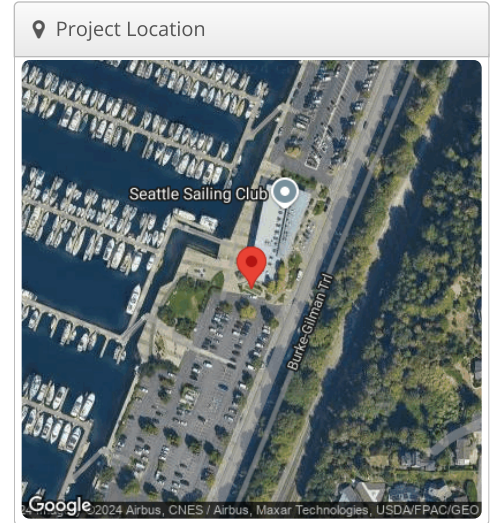 Project Location
Seattle Sailing Club
Burke-Gilman Trl
Google
©2024 Airbus, CNES / Airbus, Maxar Technologies, USDA/FPAC/GEO